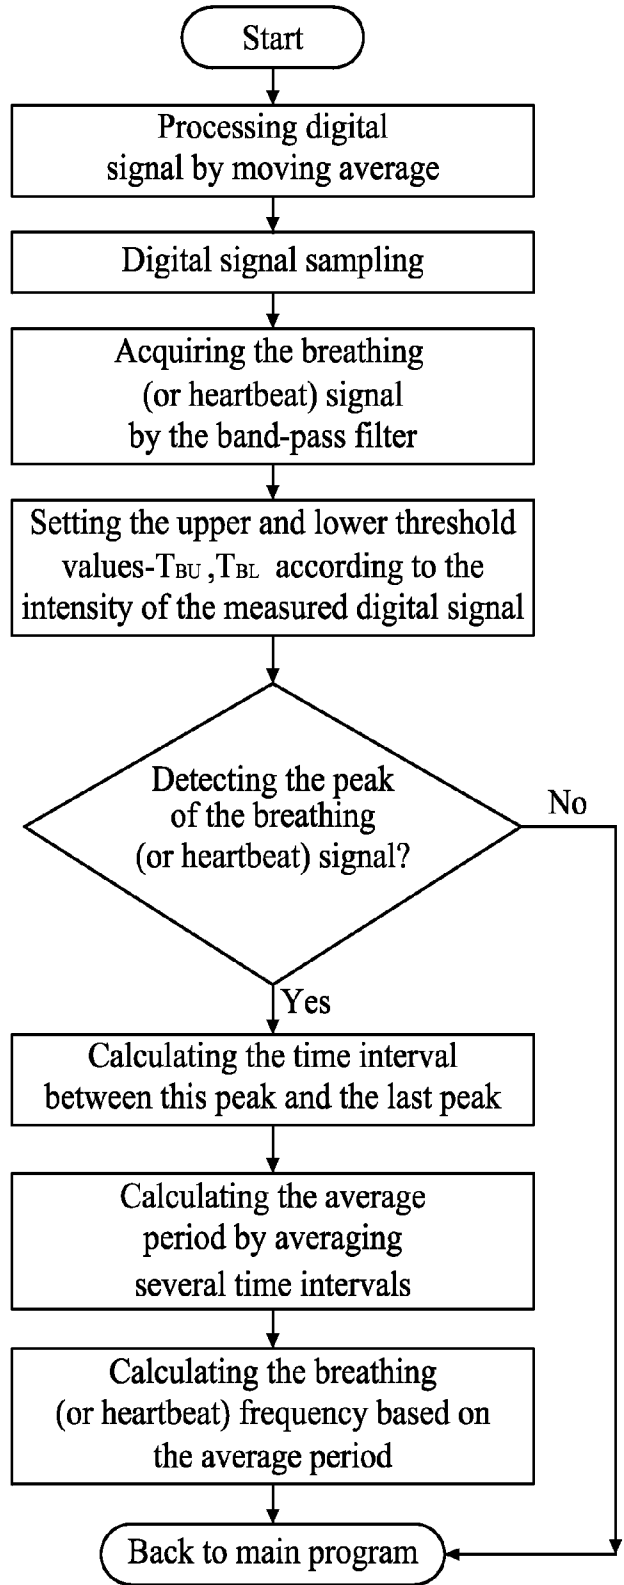 Start
Processing digital
signal by moving average
Digital signal sampling
Acquiring the breathing
(or heartbeat) signal
by the band-pass filter
Setting the upper and lower threshold
values-TBU ,TBL according to the
intensity of the measured digital signal
Detecting the peak
of the breathing
(or heartbeat) signal?
No
Yes
Calculating the time interval
between this peak and the last peak
Calculating the average
period by averaging
several time intervals
Calculating the breathing
(or heartbeat) frequency based on
the average period
Back to main program